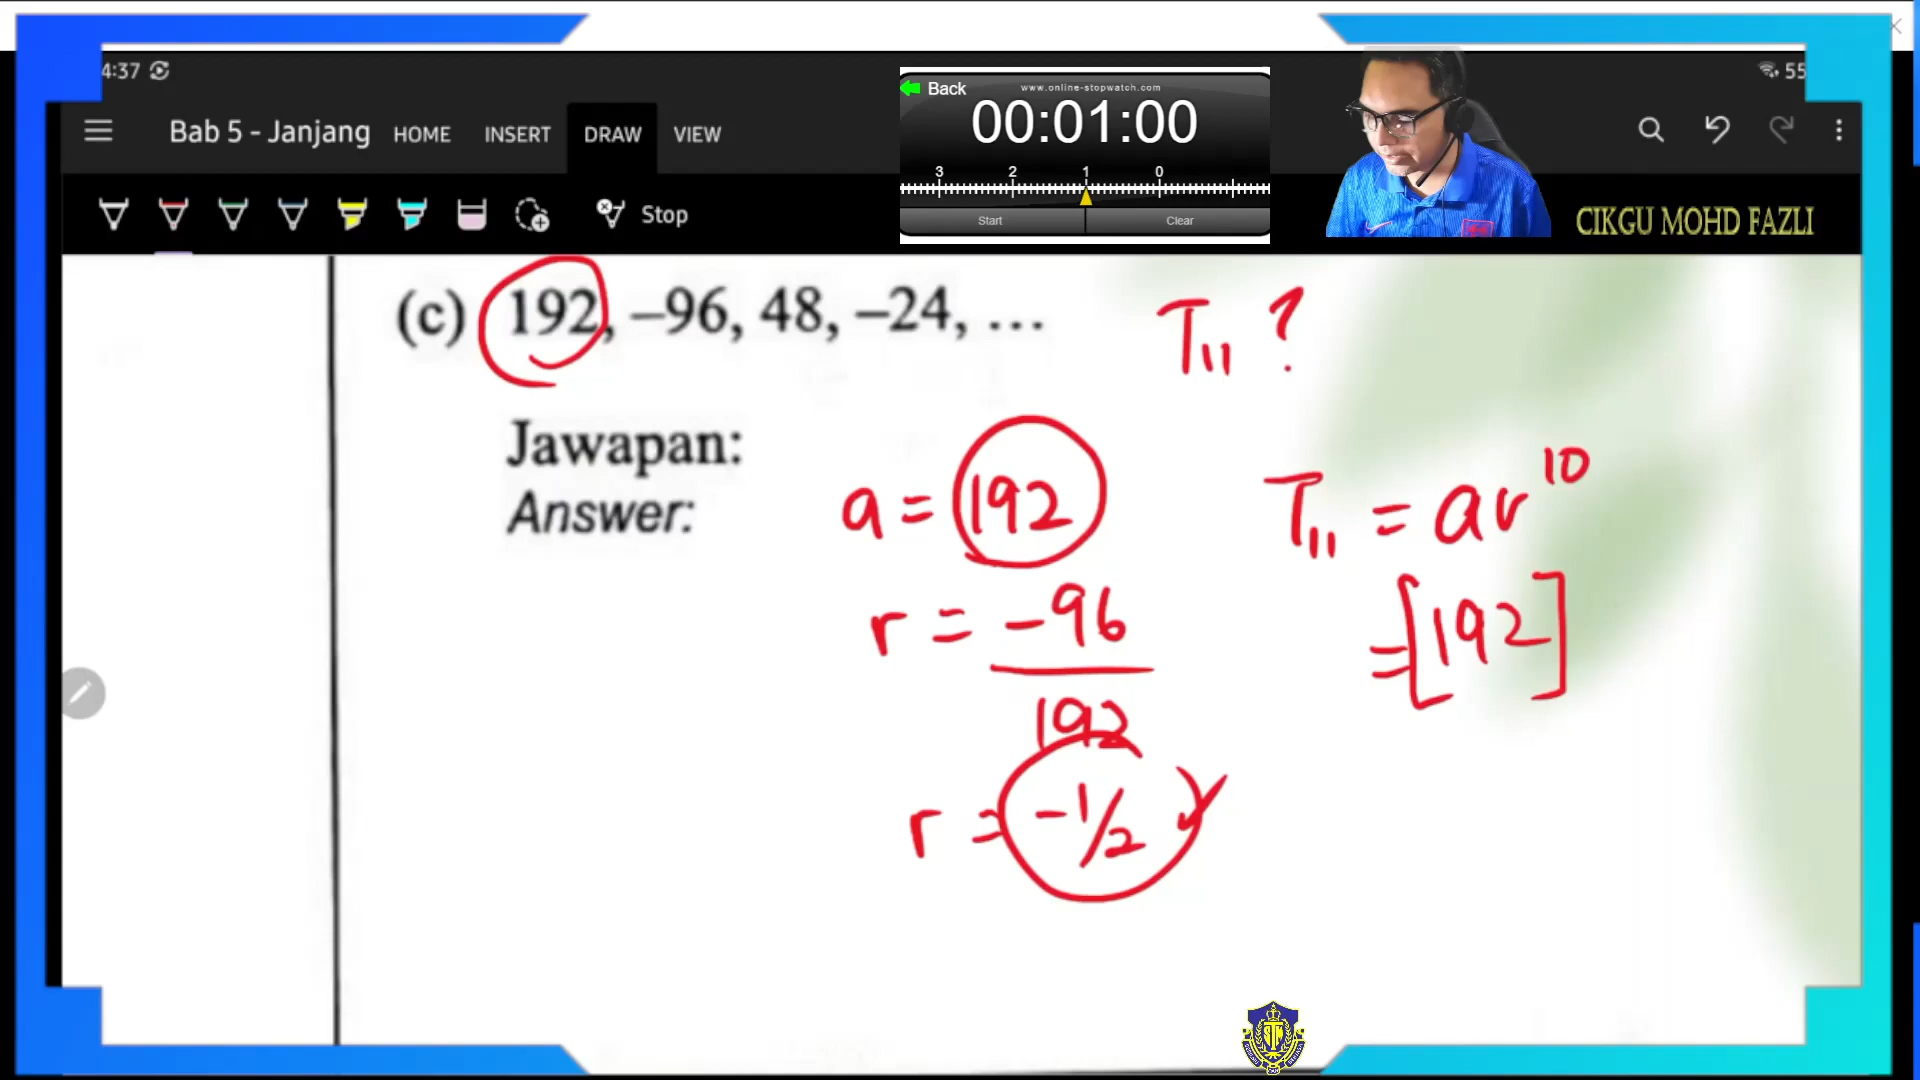 4:37
55
Back
www.online-stopwatch.com
00:01:00
3 2 1 0
Start Clear
Bab 5 - Janjang HOME INSERT DRAW VIEW
Stop
CIKGU MOHD FAZLI
(c) 192, –96, 48, –24, ...
T₁₁ ?
Jawapan:
Answer:
a = 192
r = -96/192
r = -1/2
T₁₁ = ar¹⁰
= [192]